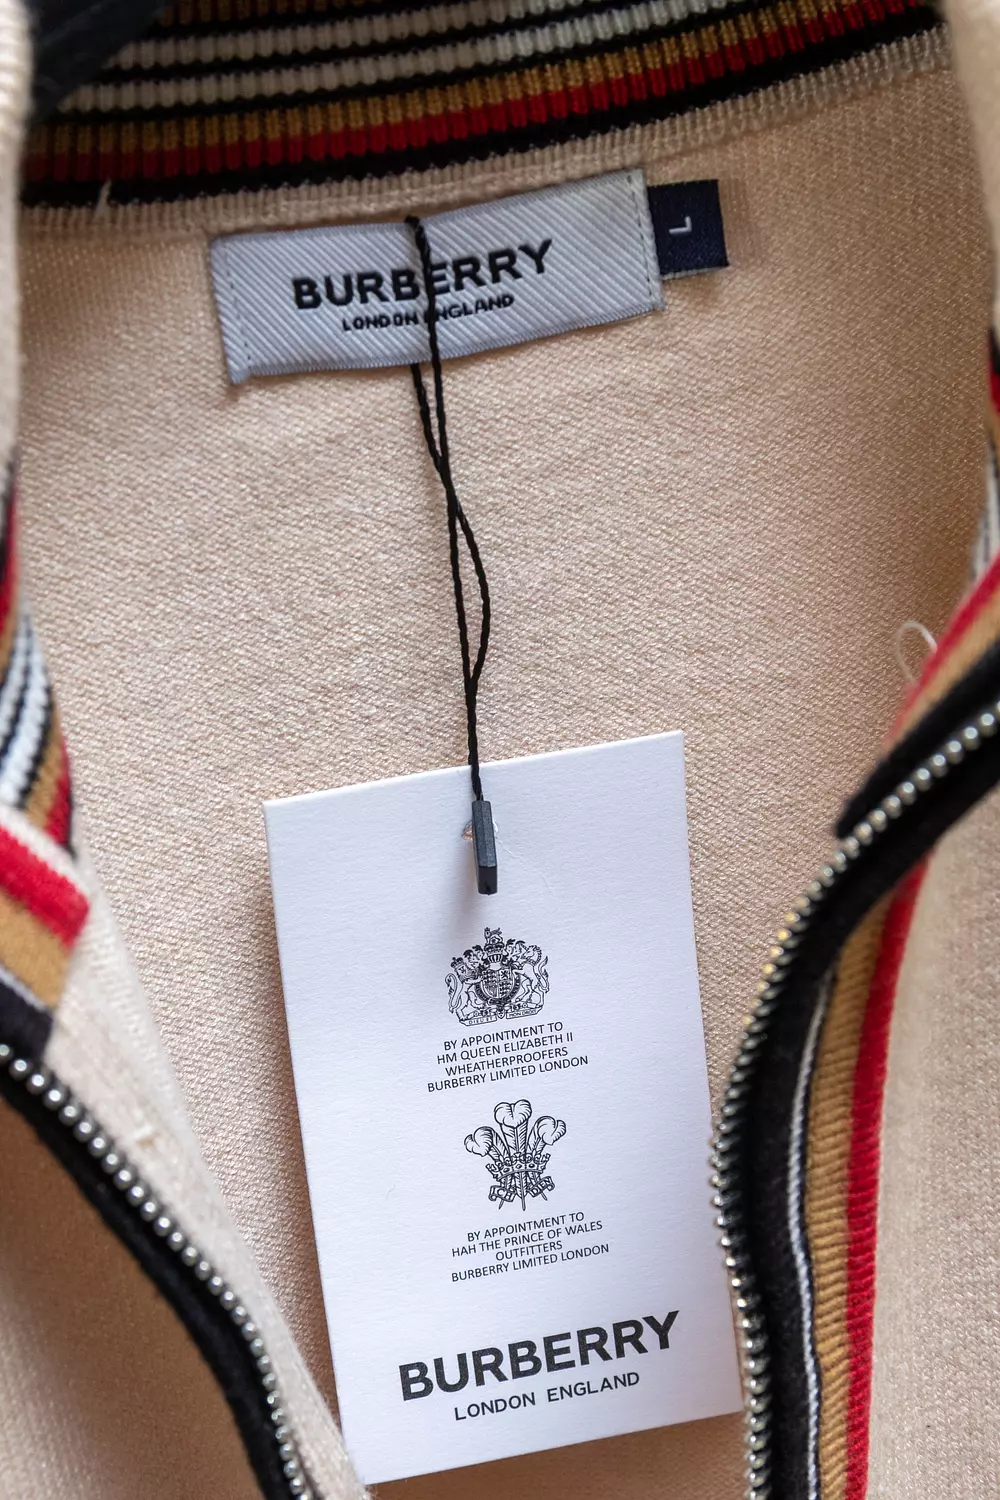 BURBERRY
LONDON ENGLAND
L
BY APPOINTMENT TO
HM QUEEN ELIZABETH II
WHEATHERPROOFERS
BURBERRY LIMITED LONDON
BY APPOINTMENT TO
HAH THE PRINCE OF WALES
OUTFITTERS
BURBERRY LIMITED LONDON
BURBERRY
LONDON ENGLAND